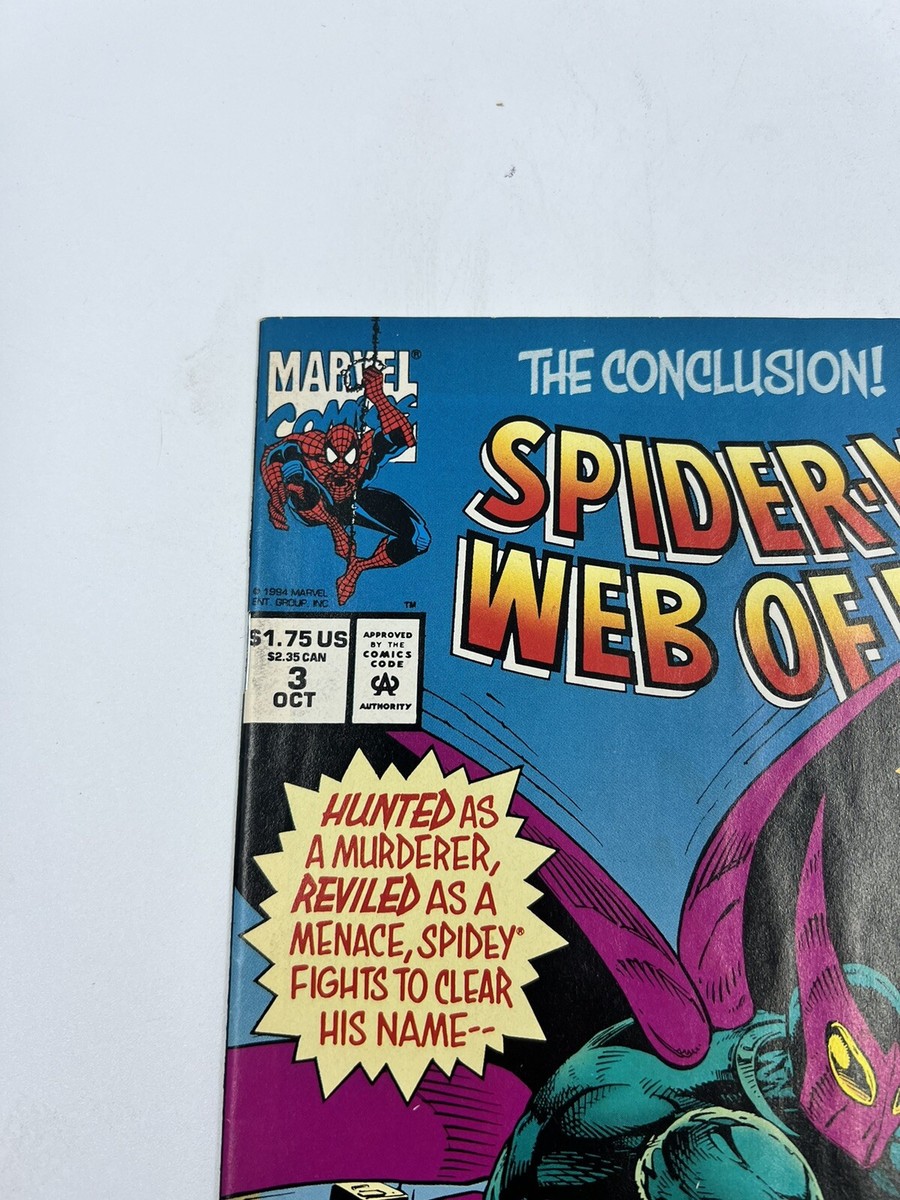 MARVEL®
COMICS
THE CONCLUSION!
SPIDER-M
WEB OF
© 1994 MARVEL
ENT. GROUP, INC
TM
$1.75 US
$2.35 CAN
3
OCT
APPROVED
BY THE
COMICS
CODE
CA
AUTHORITY
HUNTED AS
A MURDERER,
REVILED AS A
MENACE, SPIDEY®
FIGHTS TO CLEAR
HIS NAME--